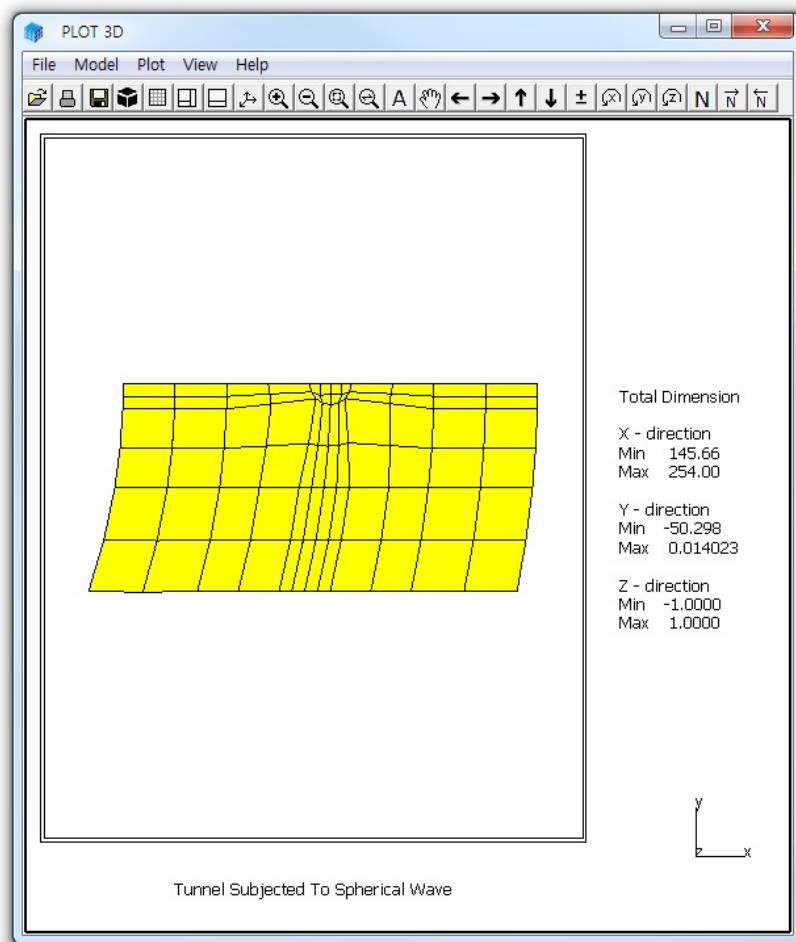 PLOT 3D
File Model Plot View Help
A x y z N N N
Total Dimension
X - direction
Min 145.66
Max 254.00
Y - direction
Min -50.298
Max 0.014023
Z - direction
Min -1.0000
Max 1.0000
y
z x
Tunnel Subjected To Spherical Wave